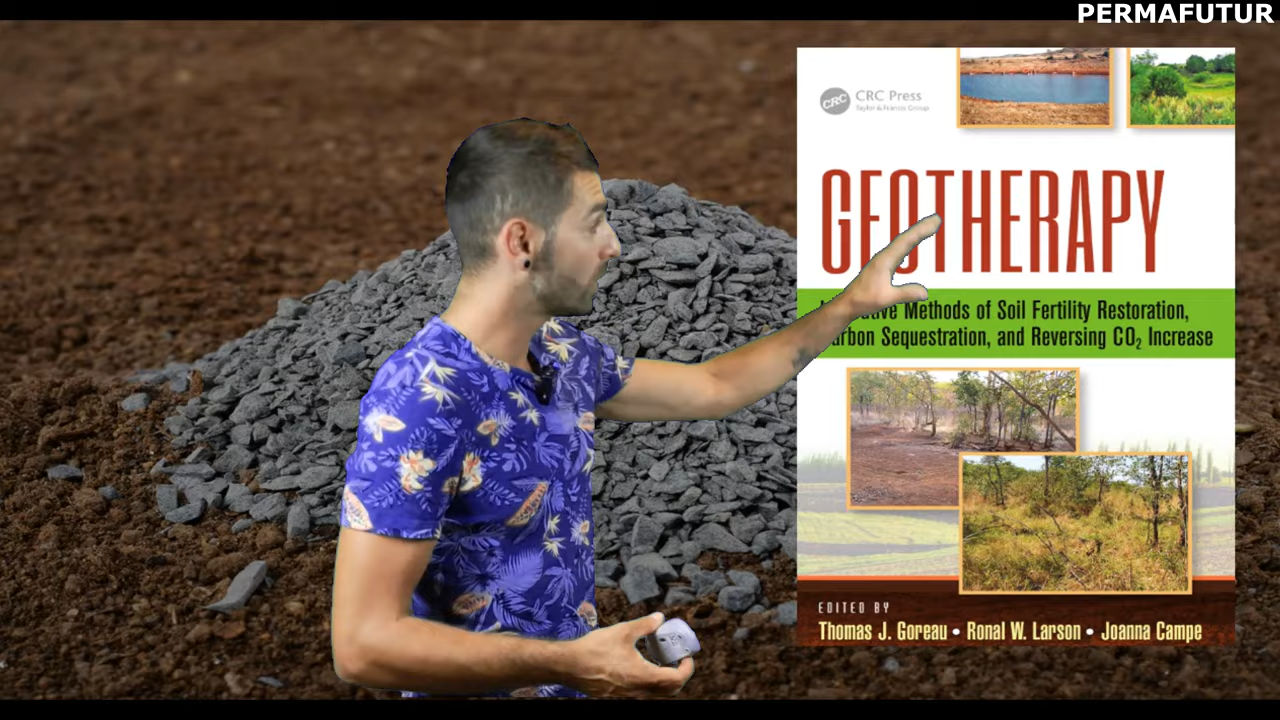 PERMAFUTUR
CRC
CRC Press
Taylor & Francis Group
GEOTHERAPY
Methods of Soil Fertility Restoration,
Sequestration, and Reversing CO₂ Increase
EDITED BY
Thomas J. Goreau • Ronal W. Larson • Joanna Campe